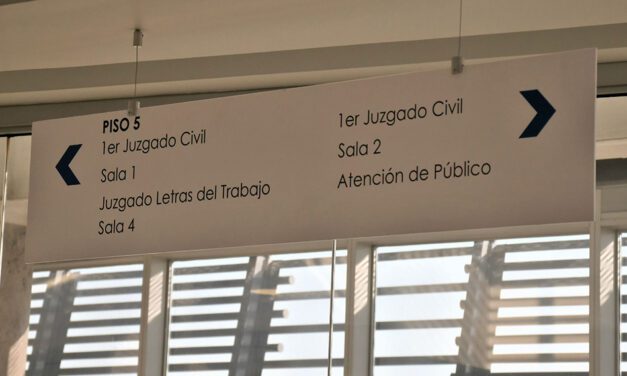 PISO 5
1er Juzgado Civil
Sala 1
Juzgado Letras del Trabajo
Sala 4
1er Juzgado Civil
Sala 2
Atención de Público